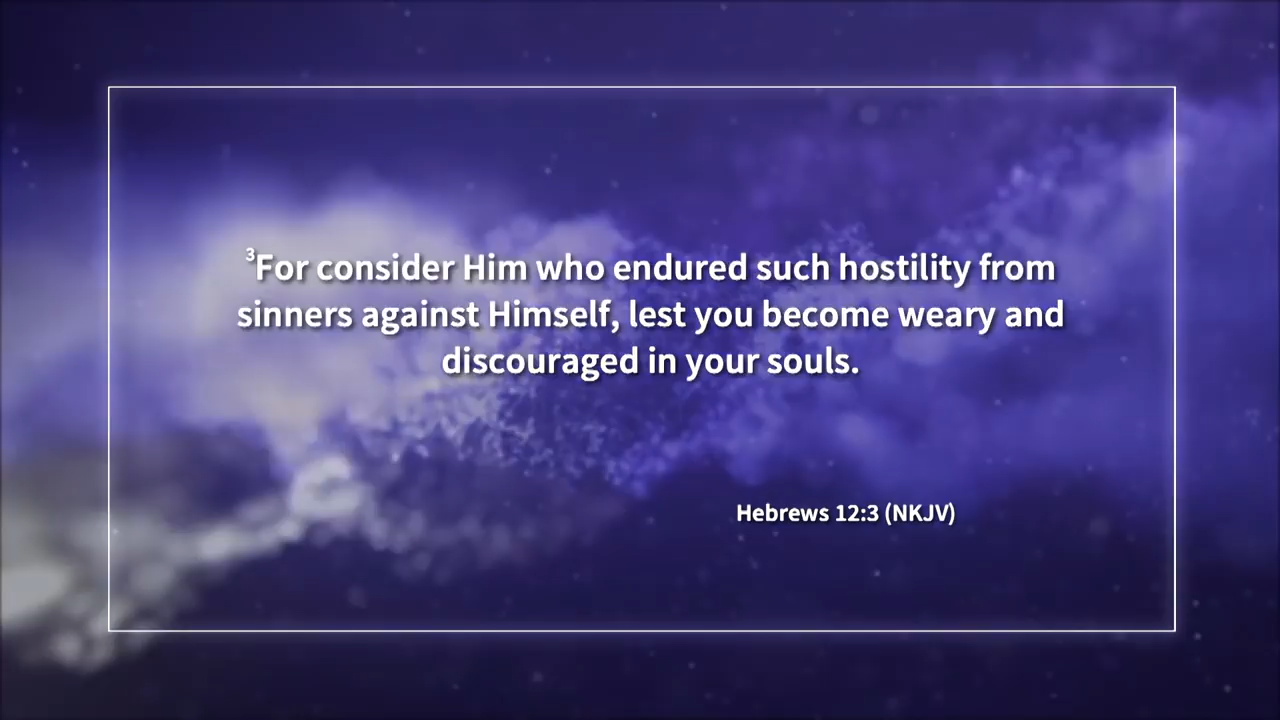 ³For consider Him who endured such hostility from
sinners against Himself, lest you become weary and
discouraged in your souls.
Hebrews 12:3 (NKJV)